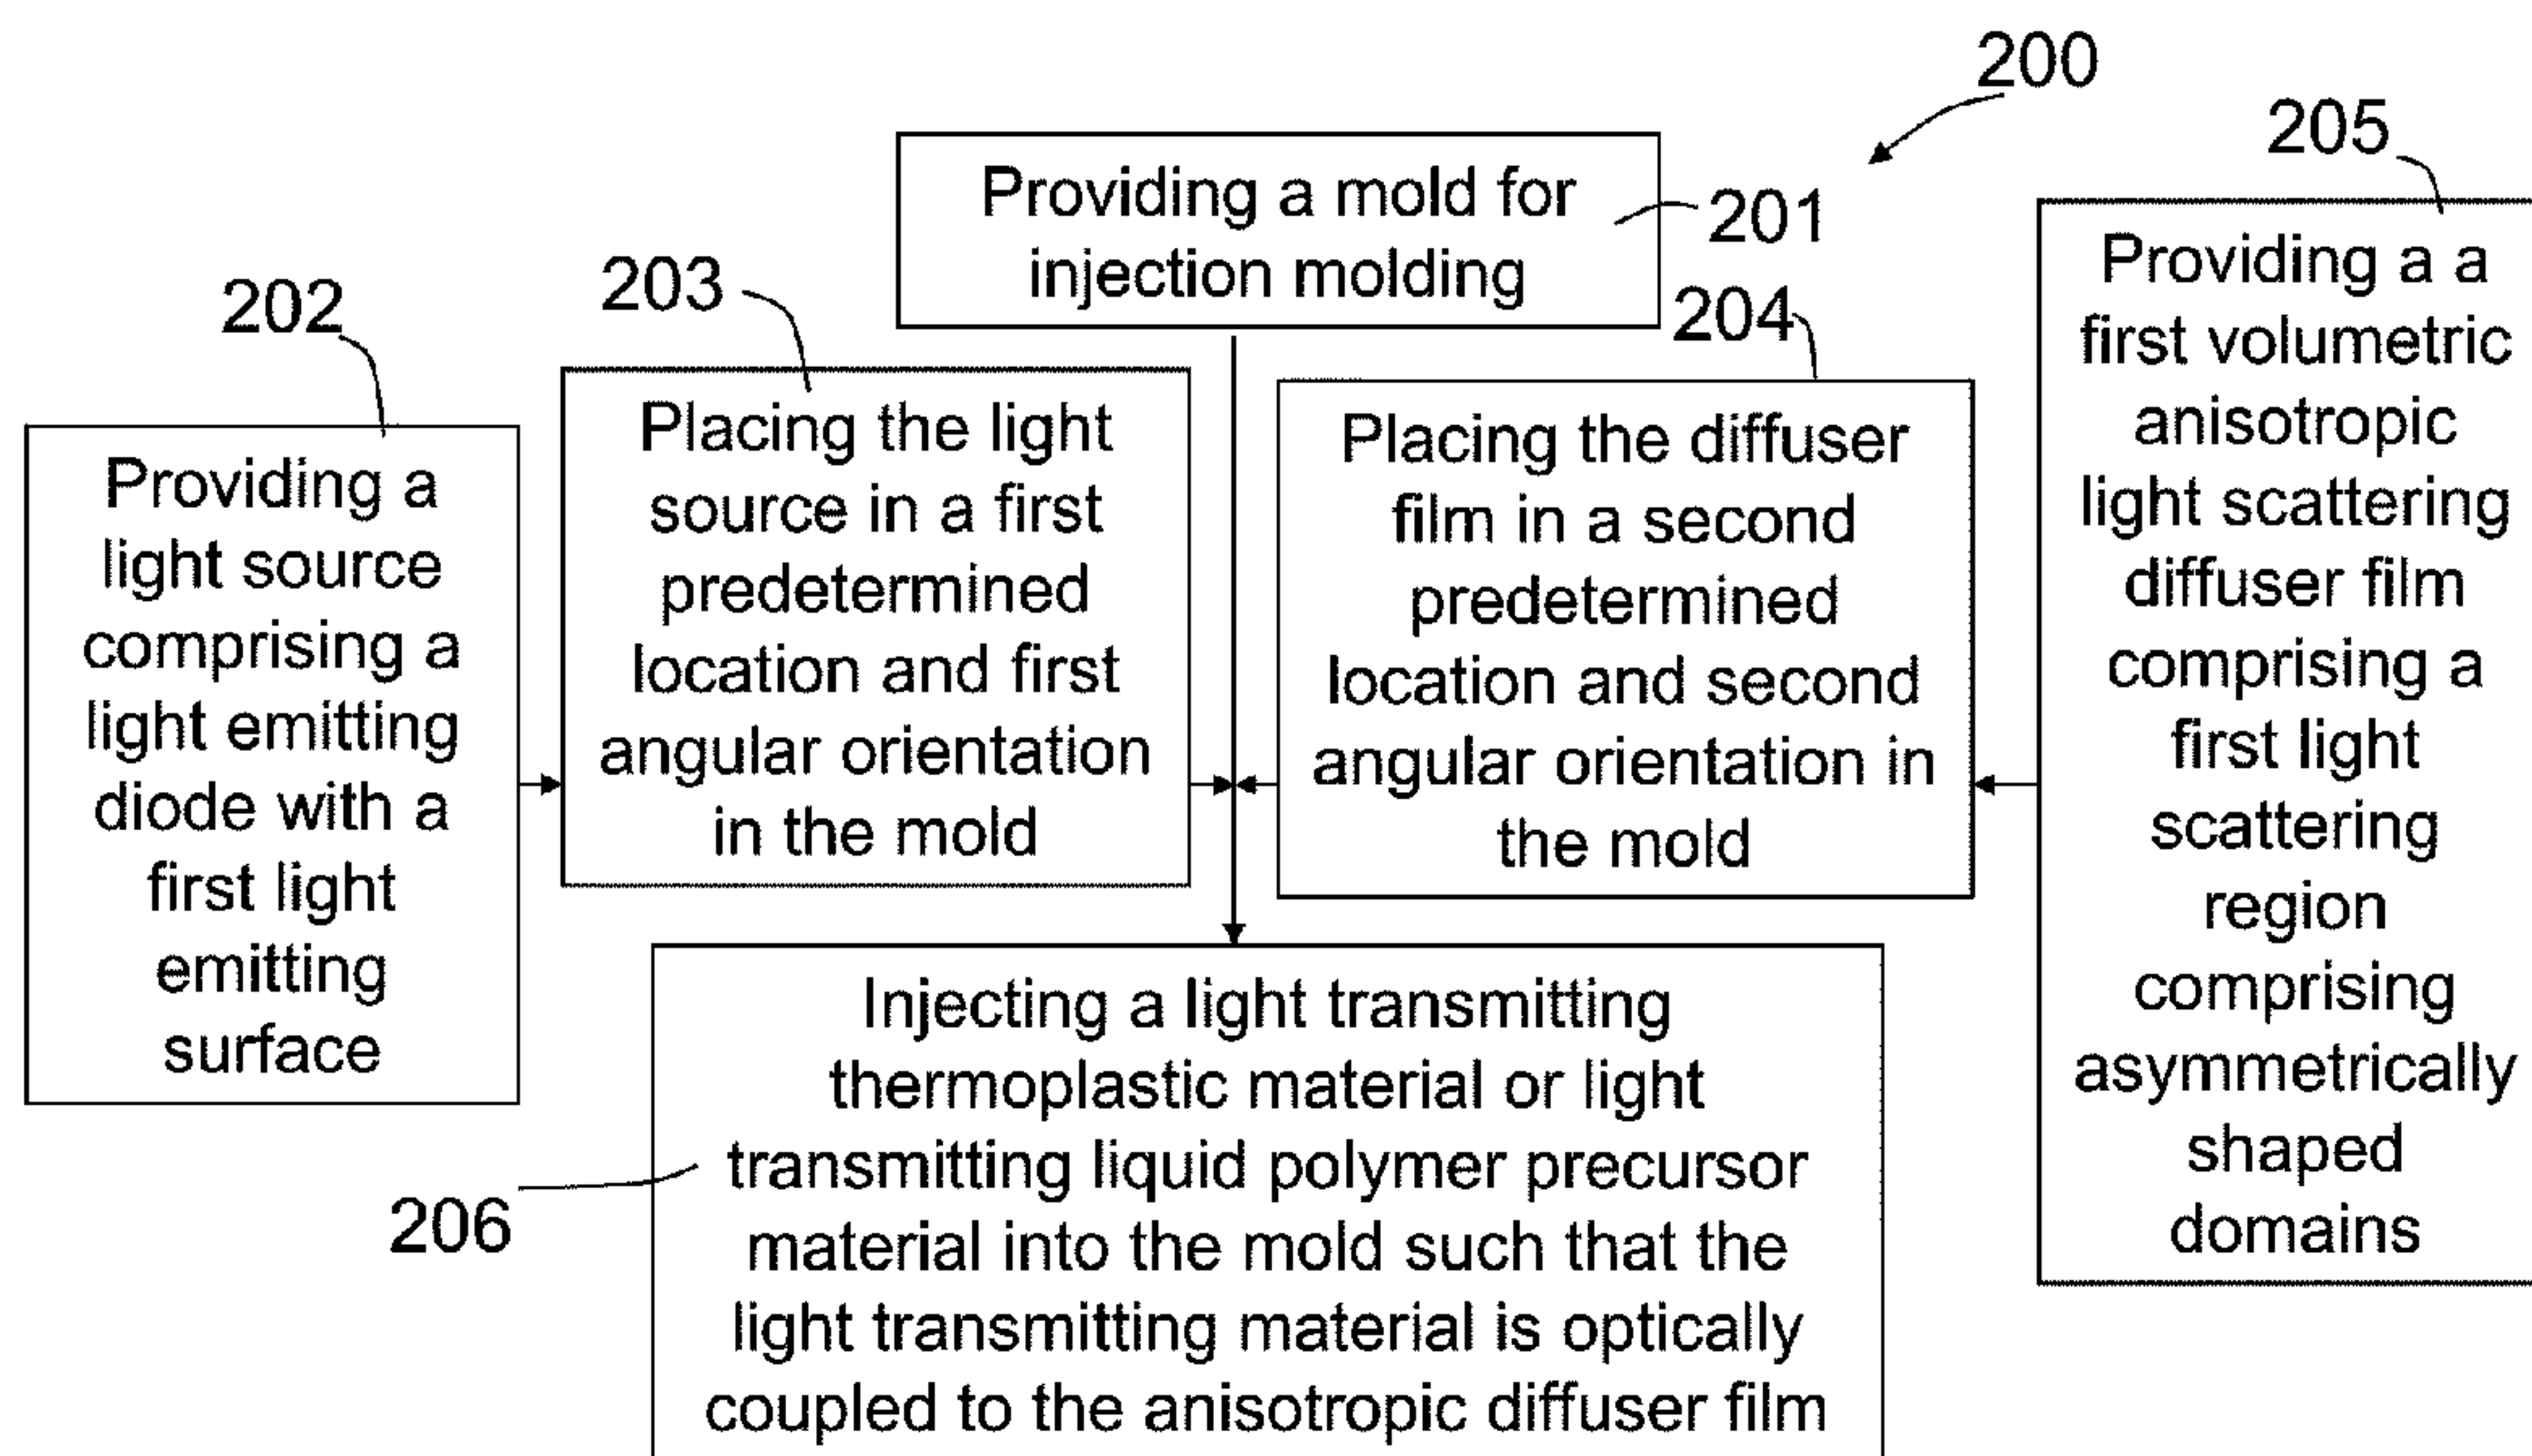 200
205
Providing a mold for
injection molding
201
202
203
204
Providing a
light source
comprising a
light emitting
diode with a
first light
emitting
surface
Placing the light
source in a first
predetermined
location and first
angular orientation
in the mold
Placing the diffuser
film in a second
predetermined
location and second
angular orientation in
the mold
Providing a a
first volumetric
anisotropic
light scattering
diffuser film
comprising a
first light
scattering
region
comprising
asymmetrically
shaped
domains
206
Injecting a light transmitting
thermoplastic material or light
transmitting liquid polymer precursor
material into the mold such that the
light transmitting material is optically
coupled to the anisotropic diffuser film